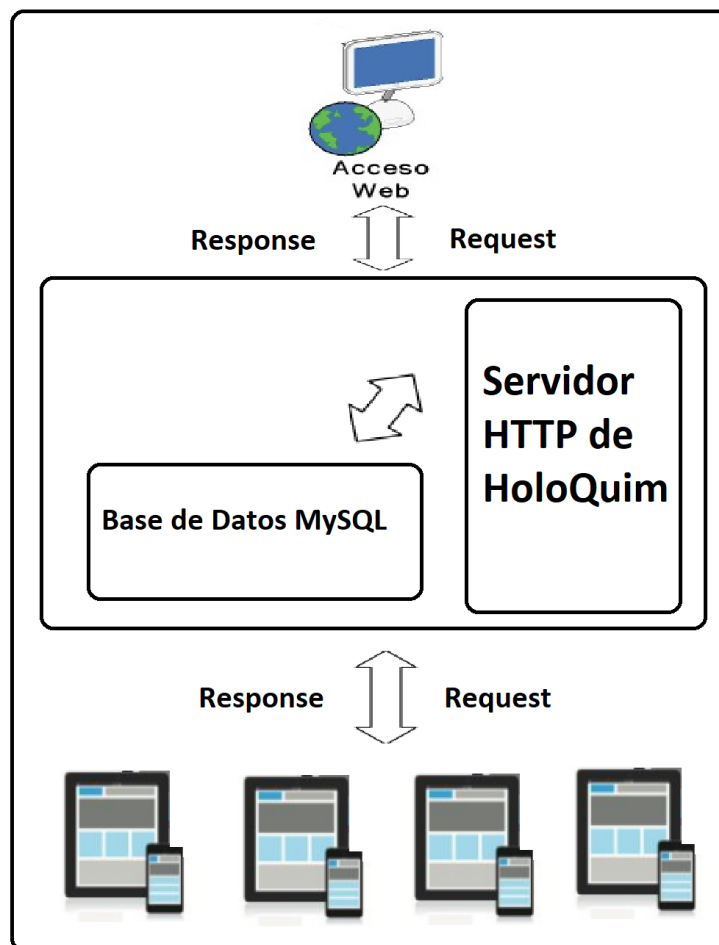 Acceso
Web
Response
Request
Servidor
HTTP de
HoloQuim
Base de Datos MySQL
Response
Request